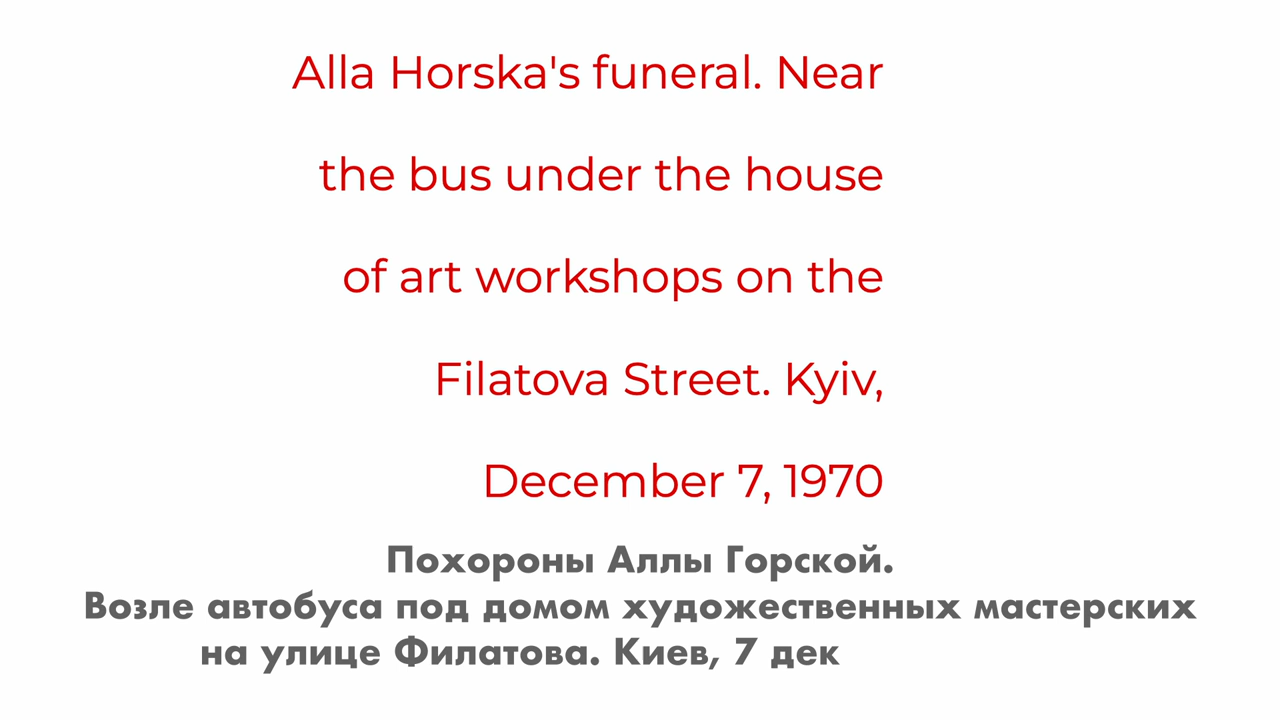 Alla Horska's funeral. Near
the bus under the house
of art workshops on the
Filatova Street. Kyiv,
December 7, 1970
Похороны Аллы Горской.
Возле автобуса под домом художественных мастерских
на улице Филатова. Киев, 7 дек